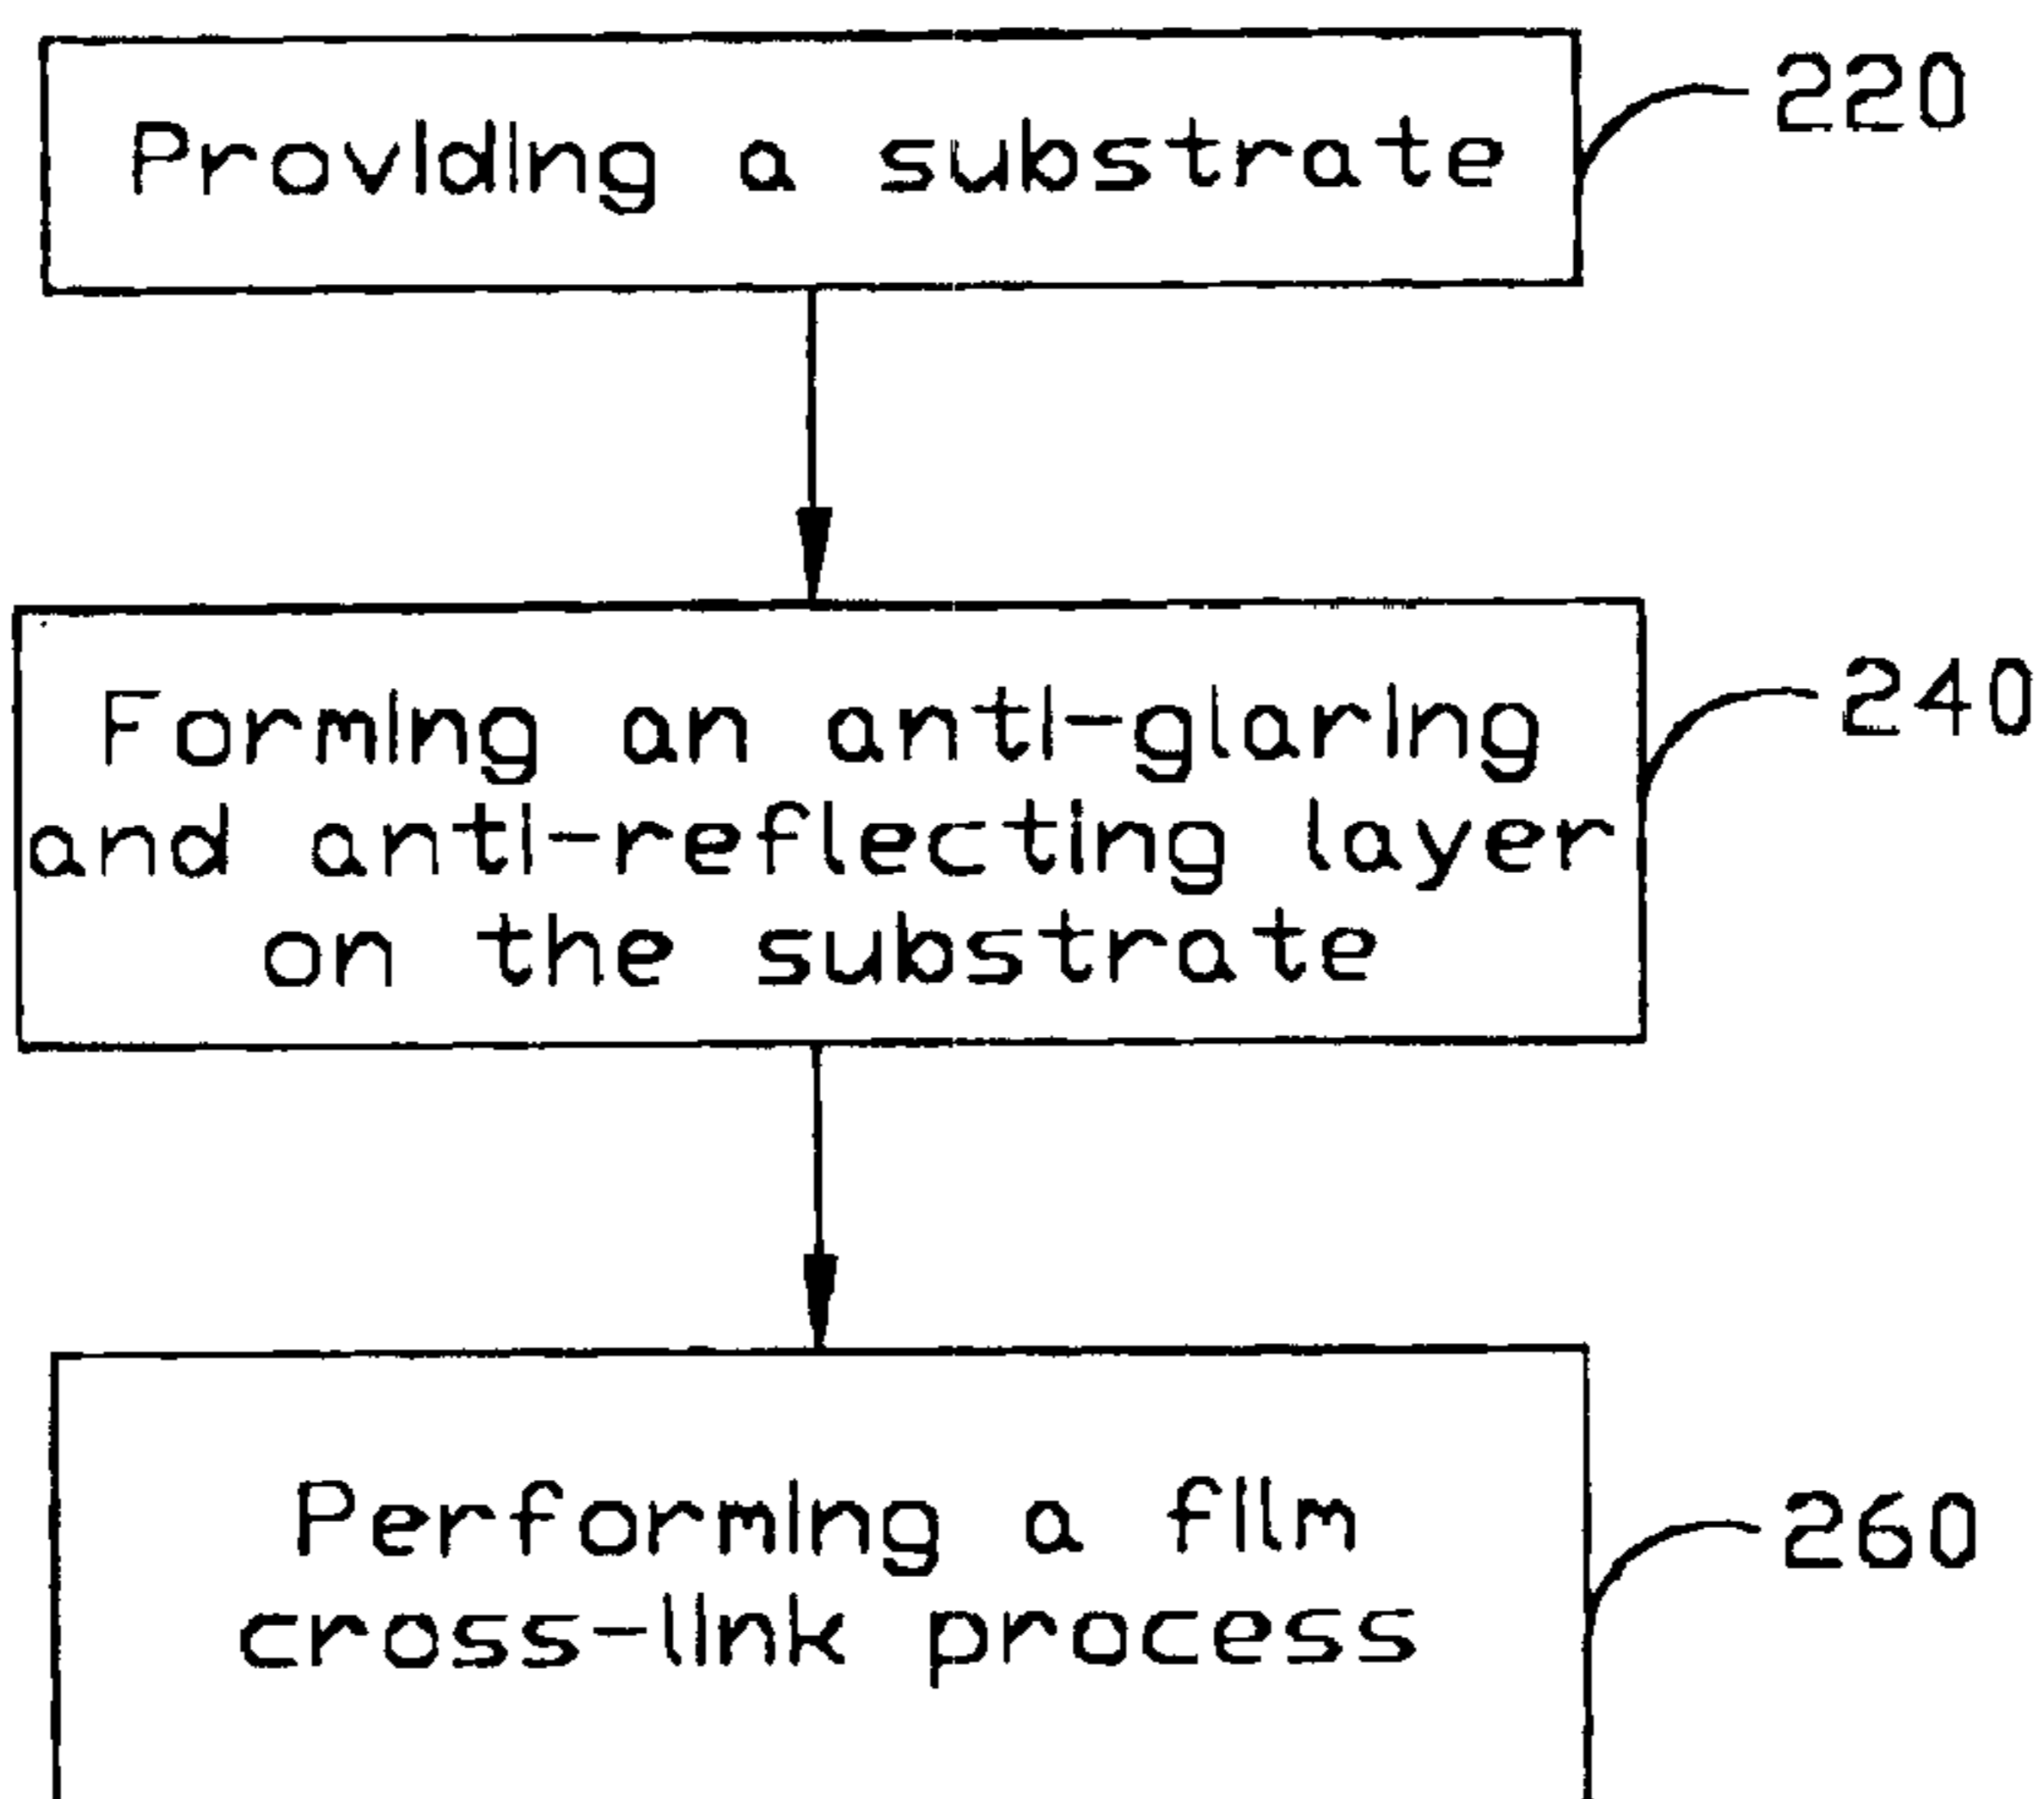 Providing a substrate
220
Forming an anti-glaring
and anti-reflecting layer
on the substrate
240
Performing a film
cross-link process
260